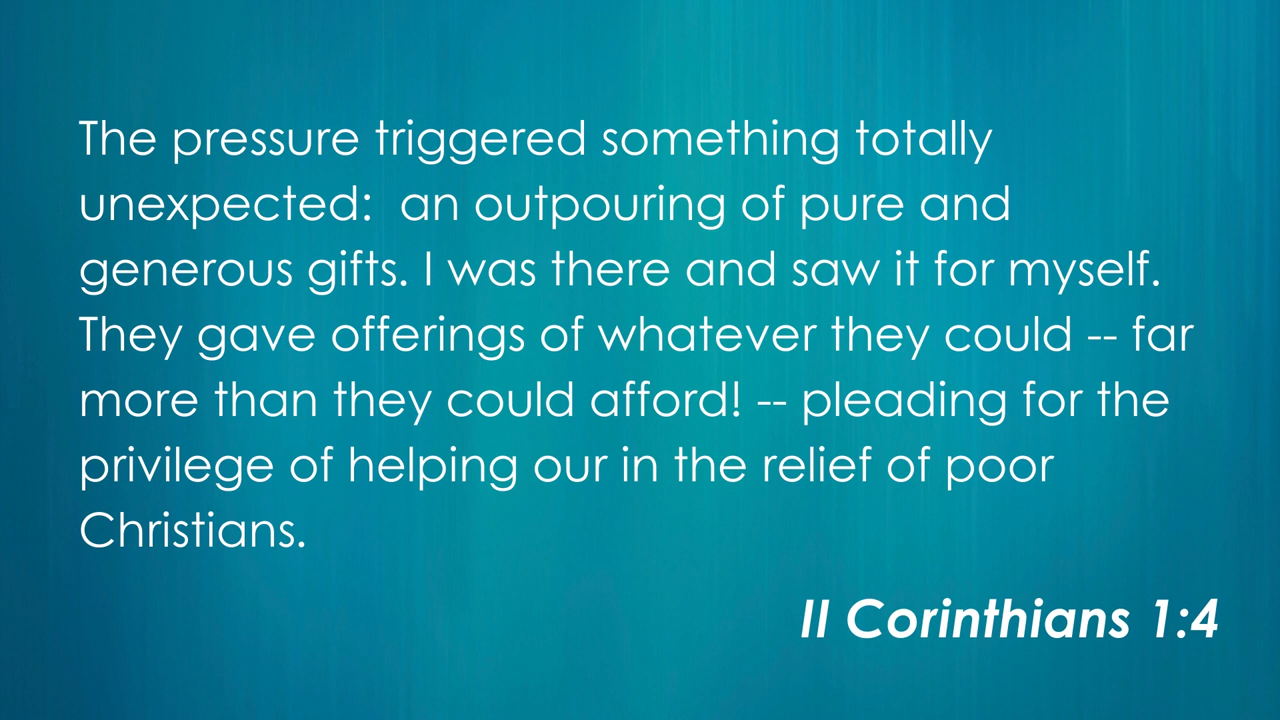 The pressure triggered something totally
unexpected:  an outpouring of pure and
generous gifts. I was there and saw it for myself.
They gave offerings of whatever they could -- far
more than they could afford! -- pleading for the
privilege of helping our in the relief of poor
Christians.
II Corinthians 1:4